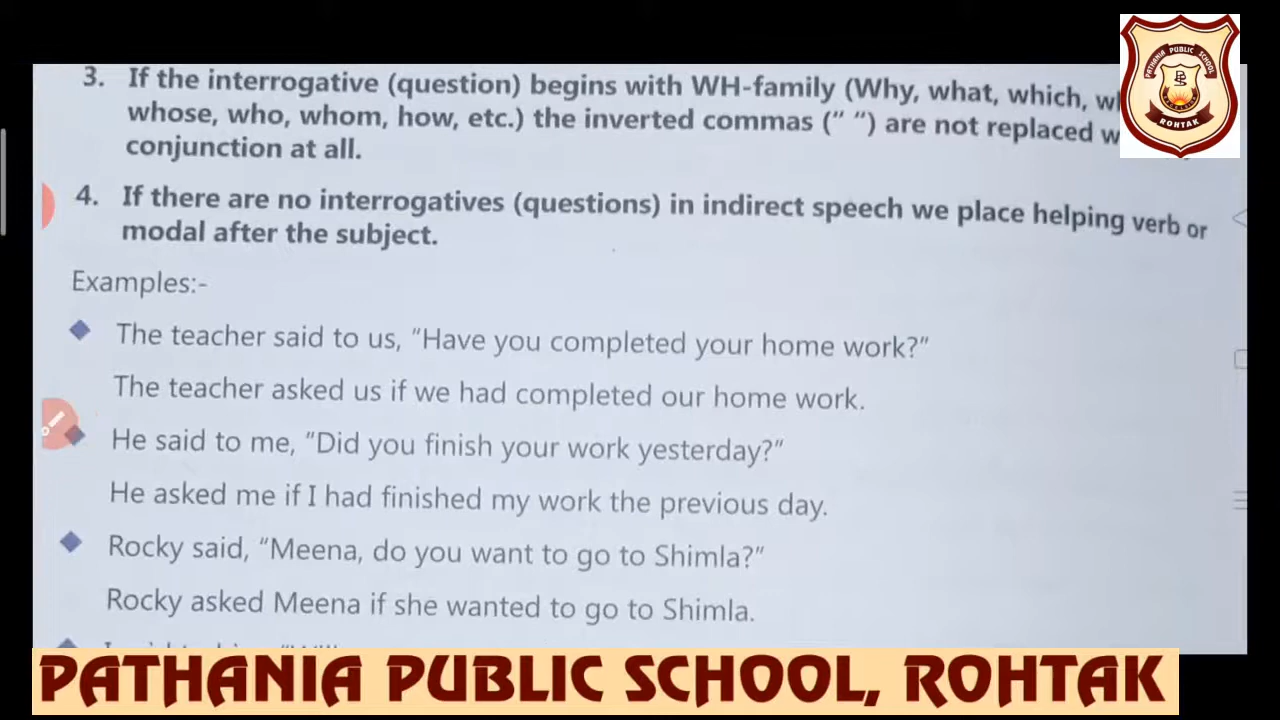 3. If the interrogative (question) begins with WH-family (Why, what, which,
whose, who, whom, how, etc.) the inverted commas (“ ”) are not replaced
conjunction at all.
4. If there are no interrogatives (questions) in indirect speech we place helping verb or
modal after the subject.
Examples:-
The teacher said to us, “Have you completed your home work?”
The teacher asked us if we had completed our home work.
He said to me, “Did you finish your work yesterday?”
He asked me if I had finished my work the previous day.
Rocky said, “Meena, do you want to go to Shimla?”
Rocky asked Meena if she wanted to go to Shimla.
PATHANIA PUBLIC SCHOOL
PPS
ROHTAK
PATHANIA PUBLIC SCHOOL, ROHTAK